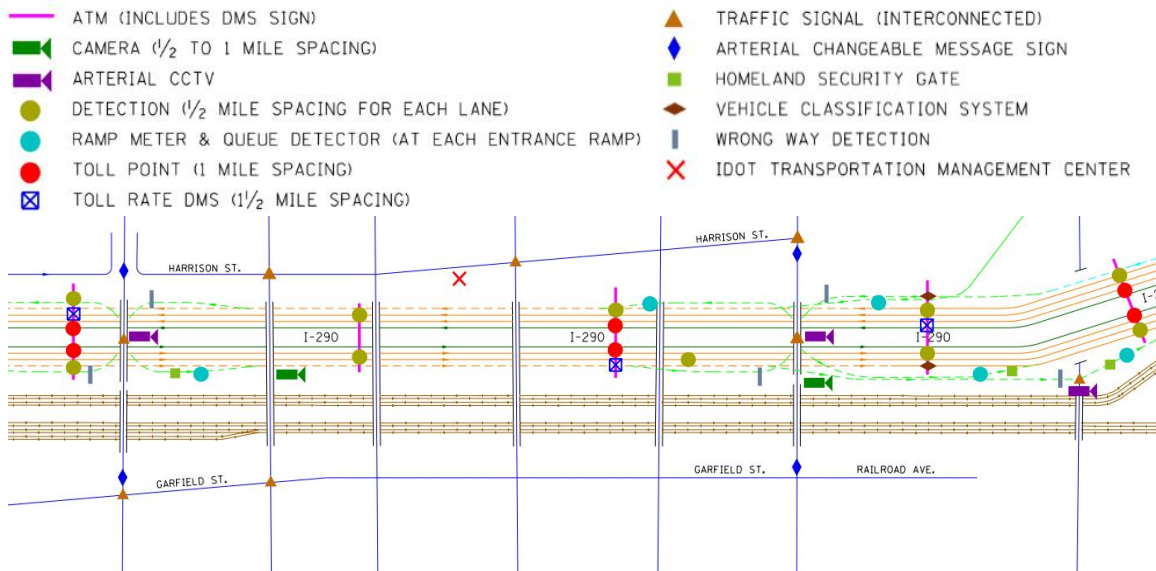 ATM (INCLUDES DMS SIGN)
CAMERA (1/2 TO 1 MILE SPACING)
ARTERIAL CCTV
DETECTION (1/2 MILE SPACING FOR EACH LANE)
RAMP METER & QUEUE DETECTOR (AT EACH ENTRANCE RAMP)
TOLL POINT (1 MILE SPACING)
TOLL RATE DMS (1 1/2 MILE SPACING)
TRAFFIC SIGNAL (INTERCONNECTED)
ARTERIAL CHANGEABLE MESSAGE SIGN
HOMELAND SECURITY GATE
VEHICLE CLASSIFICATION SYSTEM
WRONG WAY DETECTION
IDOT TRANSPORTATION MANAGEMENT CENTER
HARRISON ST.
HARRISON ST.
I-290
I-290
I-290
GARFIELD ST.
GARFIELD ST.
RAILROAD AVE.